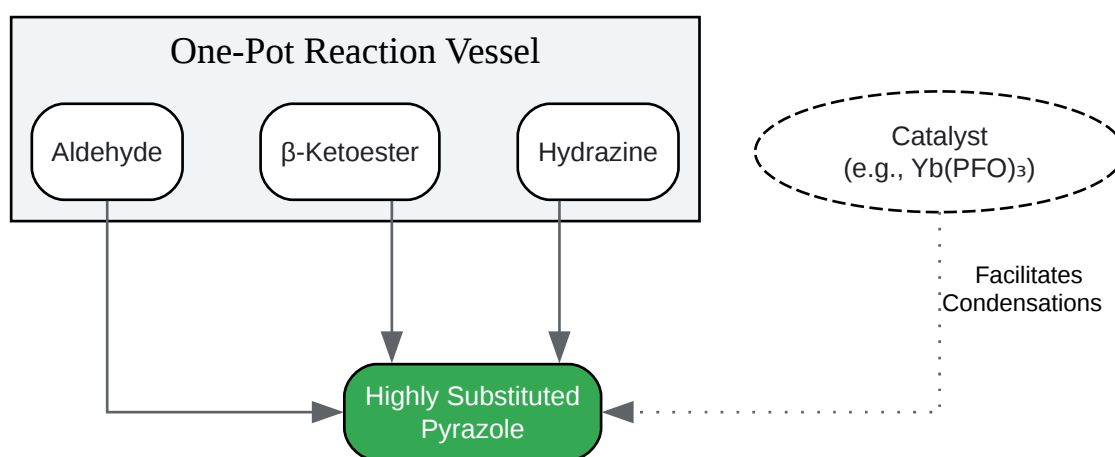 One-Pot Reaction Vessel
Aldehyde
β-Ketoester
Hydrazine
Catalyst
(e.g., Yb(PFO)₃)
Facilitates
Condensations
Highly Substituted
Pyrazole